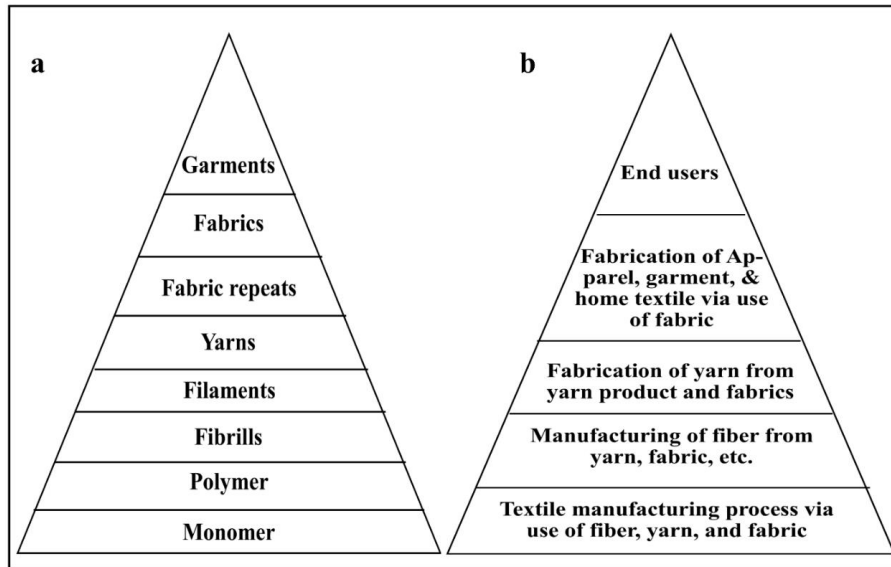 a
Garments
Fabrics
Fabric repeats
Yarns
Filaments
Fibrills
Polymer
Monomer
b
End users
Fabrication of Ap-
parel, garment, &
home textile via use
of fabric
Fabrication of yarn from
yarn product and fabrics
Manufacturing of fiber from
yarn, fabric, etc.
Textile manufacturing process via
use of fiber, yarn, and fabric